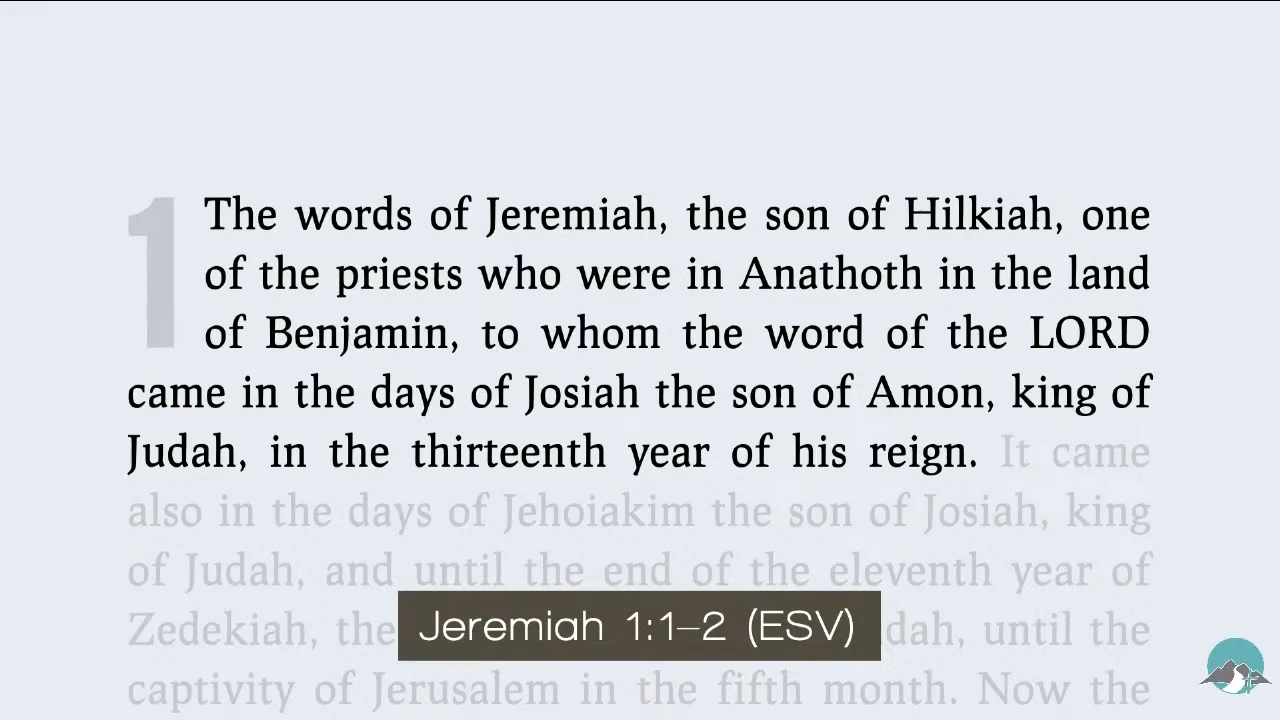 1 The words of Jeremiah, the son of Hilkiah, one
of the priests who were in Anathoth in the land
of Benjamin, to whom the word of the LORD
came in the days of Josiah the son of Amon, king of
Judah, in the thirteenth year of his reign. It came
also in the days of Jehoiakim the son of Josiah, king
of Judah, and until the end of the eleventh year of
Zedekiah, the dah, until the
Jeremiah 1:1–2 (ESV)
captivity of Jerusalem in the fifth month. Now the